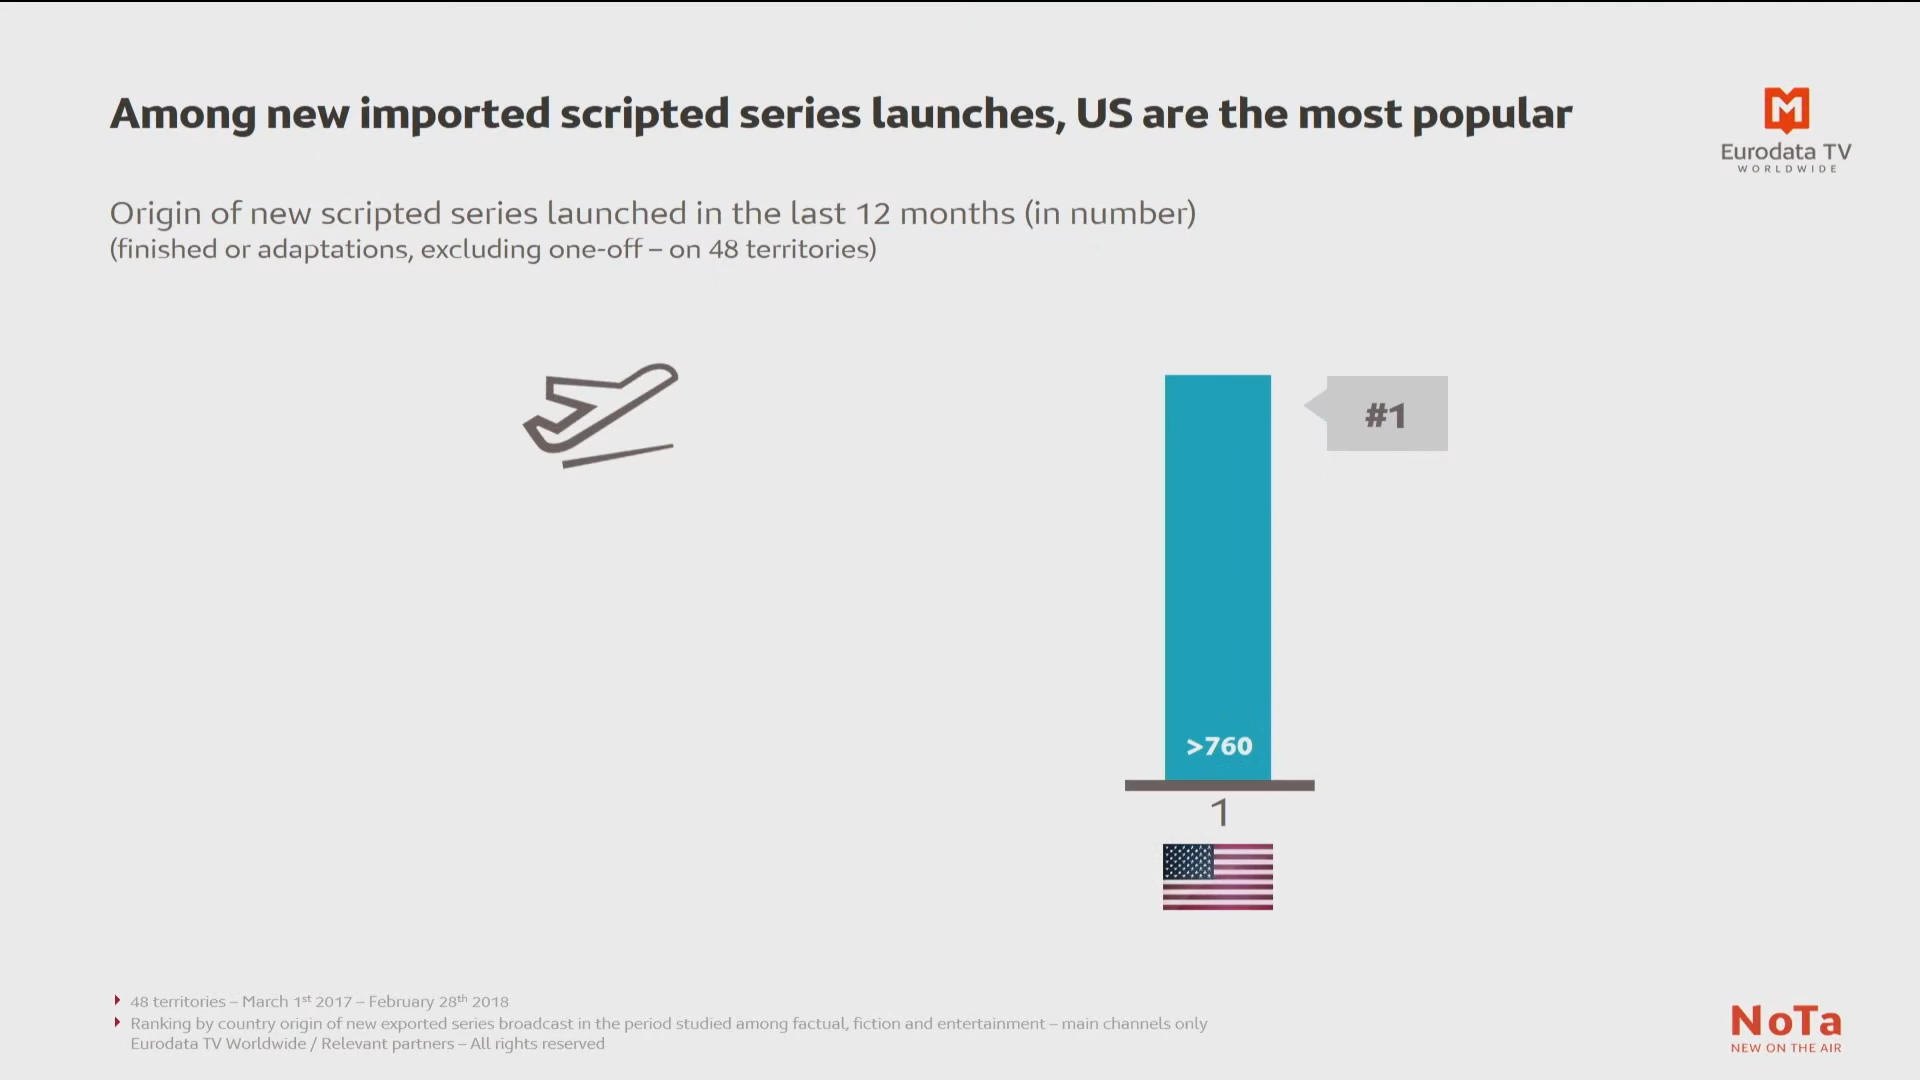 Among new imported scripted series launches, US are the most popular
Eurodata TV
WORLDWIDE
Origin of new scripted series launched in the last 12 months (in number)
(finished or adaptations, excluding one-off – on 48 territories)
#1
>760
1
48 territories – March 1st 2017 – February 28th 2018
Ranking by country origin of new exported series broadcast in the period studied among factual, fiction and entertainment – main channels only
Eurodata TV Worldwide / Relevant partners – All rights reserved
NoTa
NEW ON THE AIR